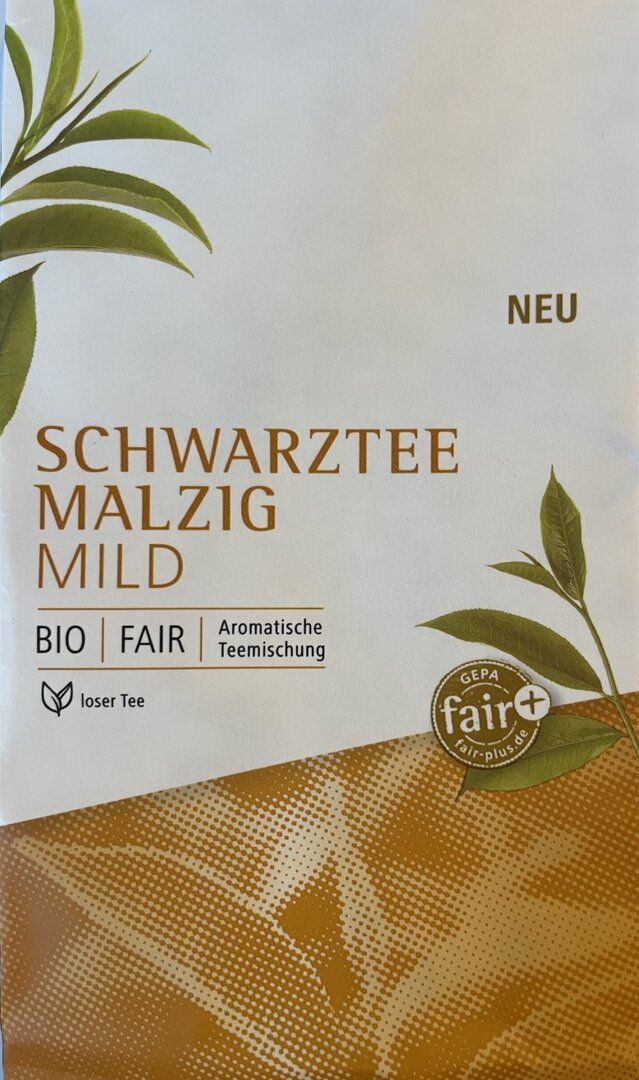 NEU
SCHWARZTEE
MALZIG
MILD
BIO | FAIR | Aromatische
Teemischung
loser Tee
GEPA
fair+
fair-plus.de